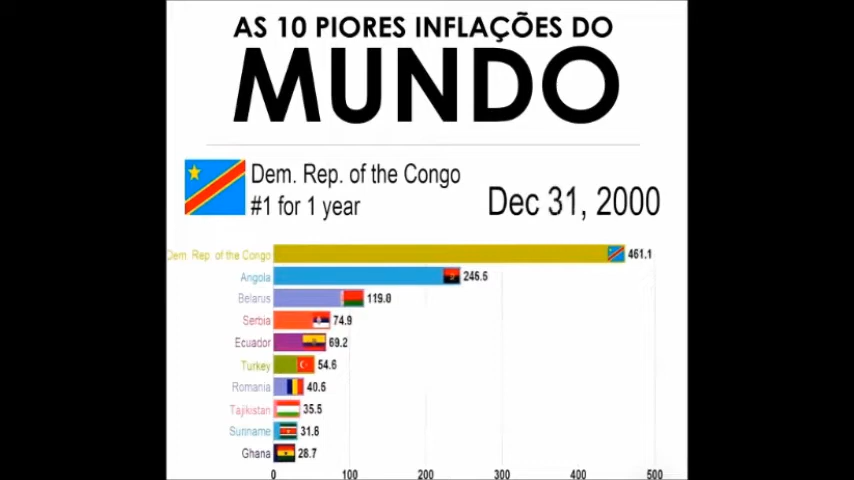 AS 10 PIORES INFLAÇÕES DO
MUNDO
Dem. Rep. of the Congo
#1 for 1 year
Dec 31, 2000
Dem. Rep. of the Congo 461.1
Angola 246.5
Belarus 119.8
Serbia 74.9
Ecuador 69.2
Turkey 54.6
Romania 40.5
Tajikistan 35.5
Suriname 31.8
Ghana 28.7
0 100 200 300 400 500